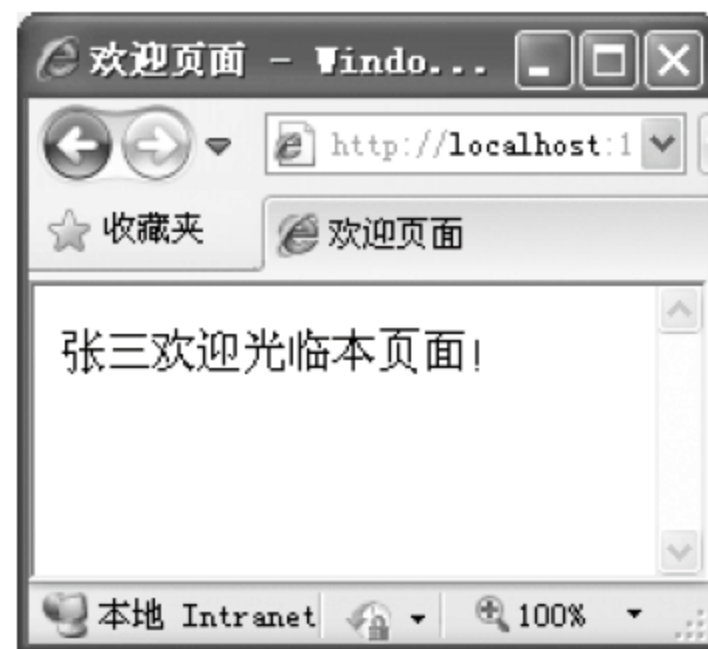 欢迎页面 - Windo...
http://localhost:1
收藏夹 欢迎页面
张三欢迎光临本页面!
本地 Intranet 100%